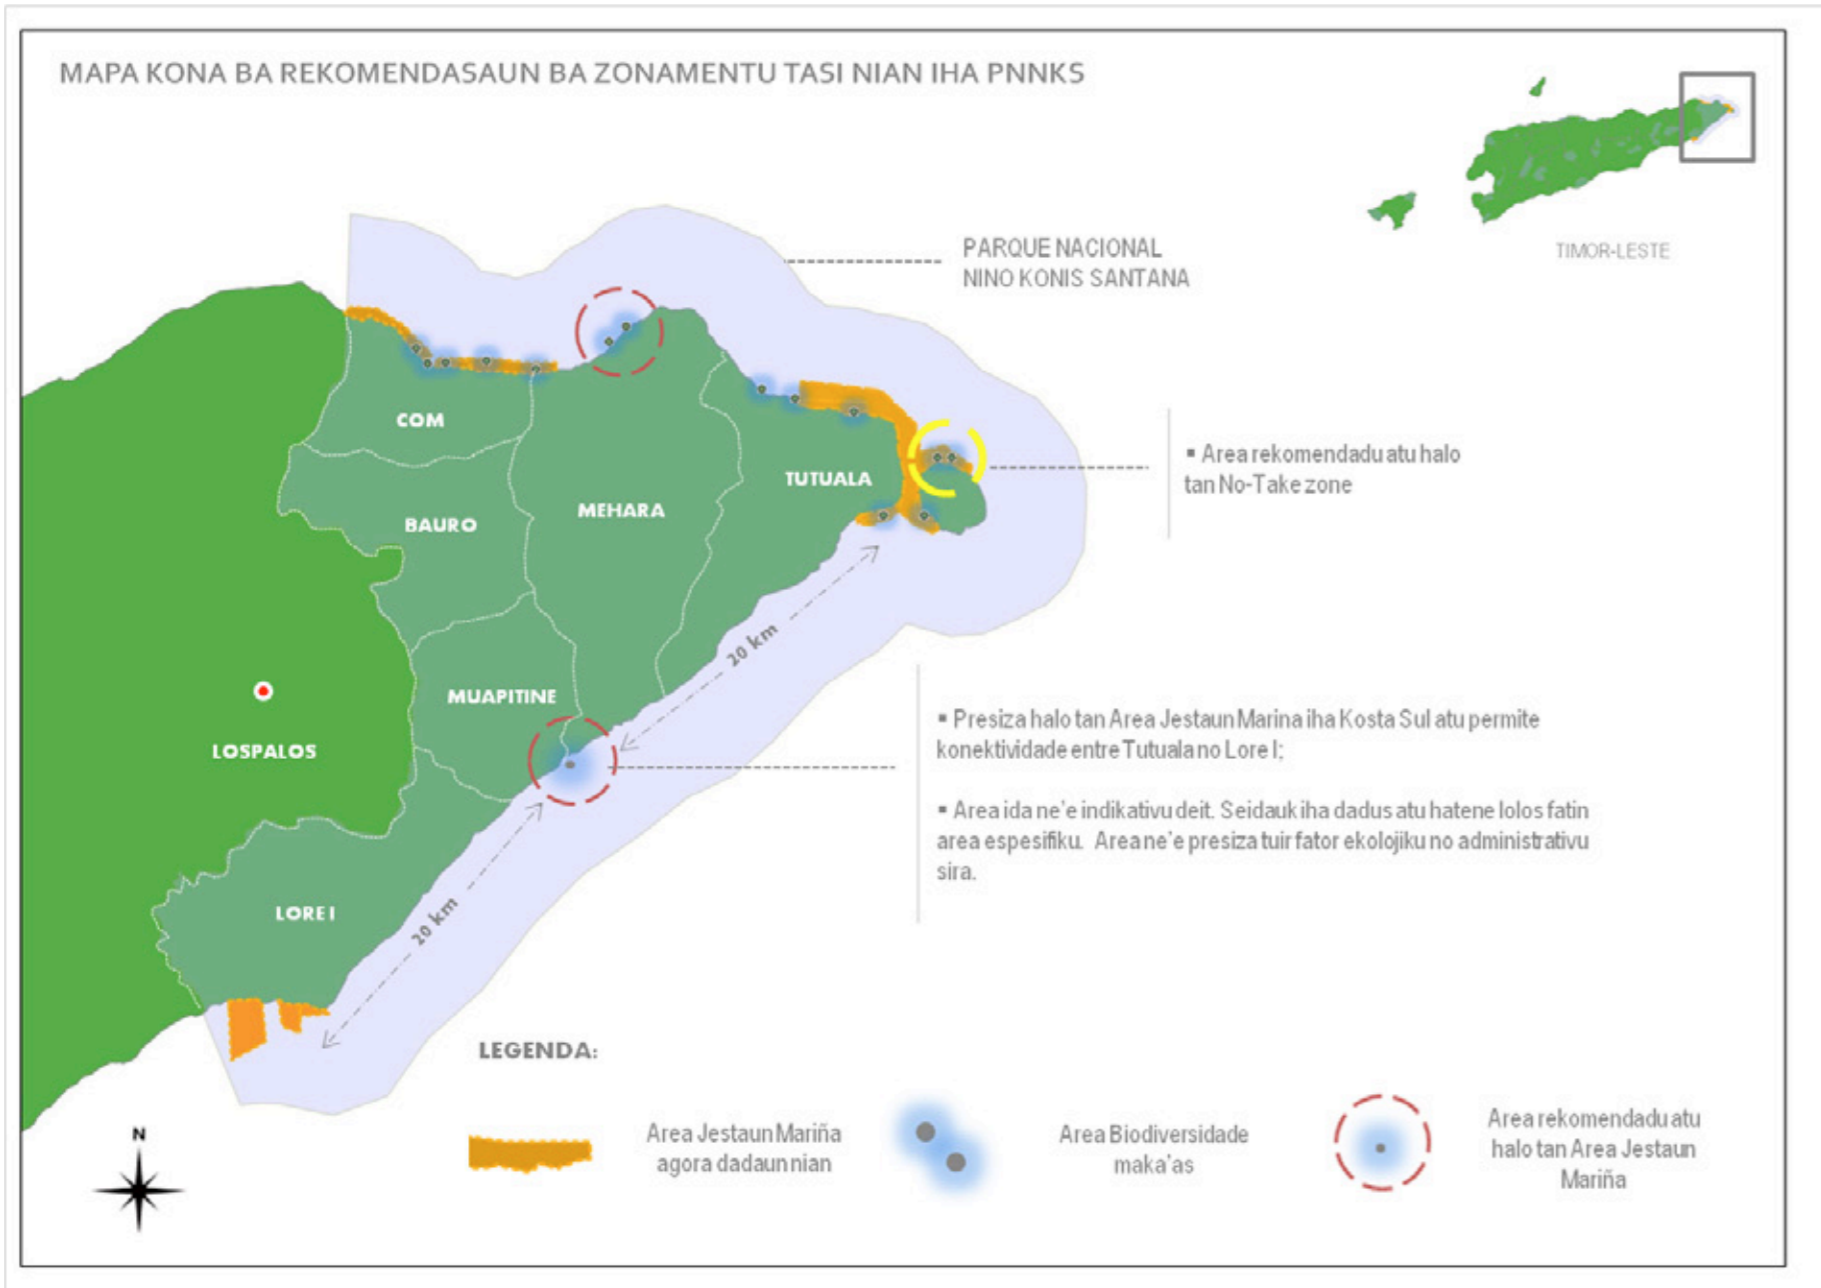 MAPA KONA BA REKOMENDASAUN BA ZONAMENTU TASI NIAN IHA PNNKS
TIMOR-LESTE
PARQUE NACIONAL
NINO KONIS SANTANA
COM
BAURO
MEHARA
TUTUALA
▪ Area rekomendadu atu halo
tan No-Take zone
20 km
MUAPITINE
LOSPALOS
▪ Presiza halo tan Area Jestaun Marina iha Kosta Sul atu permite
konektividade entre Tutuala no Lore I;
▪ Area ida ne'e indikativu deit. Seidauk iha dadus atu hatene lolos fatin
area espesifiku. Area ne'e presiza tuir fator ekolojiku no administrativu
sira.
LORE I
20 km
LEGENDA:
N
Area Jestaun Mariña
agora dadaun nian
Area Biodiversidade
maka'as
Area rekomendadu atu
halo tan Area Jestaun
Mariña